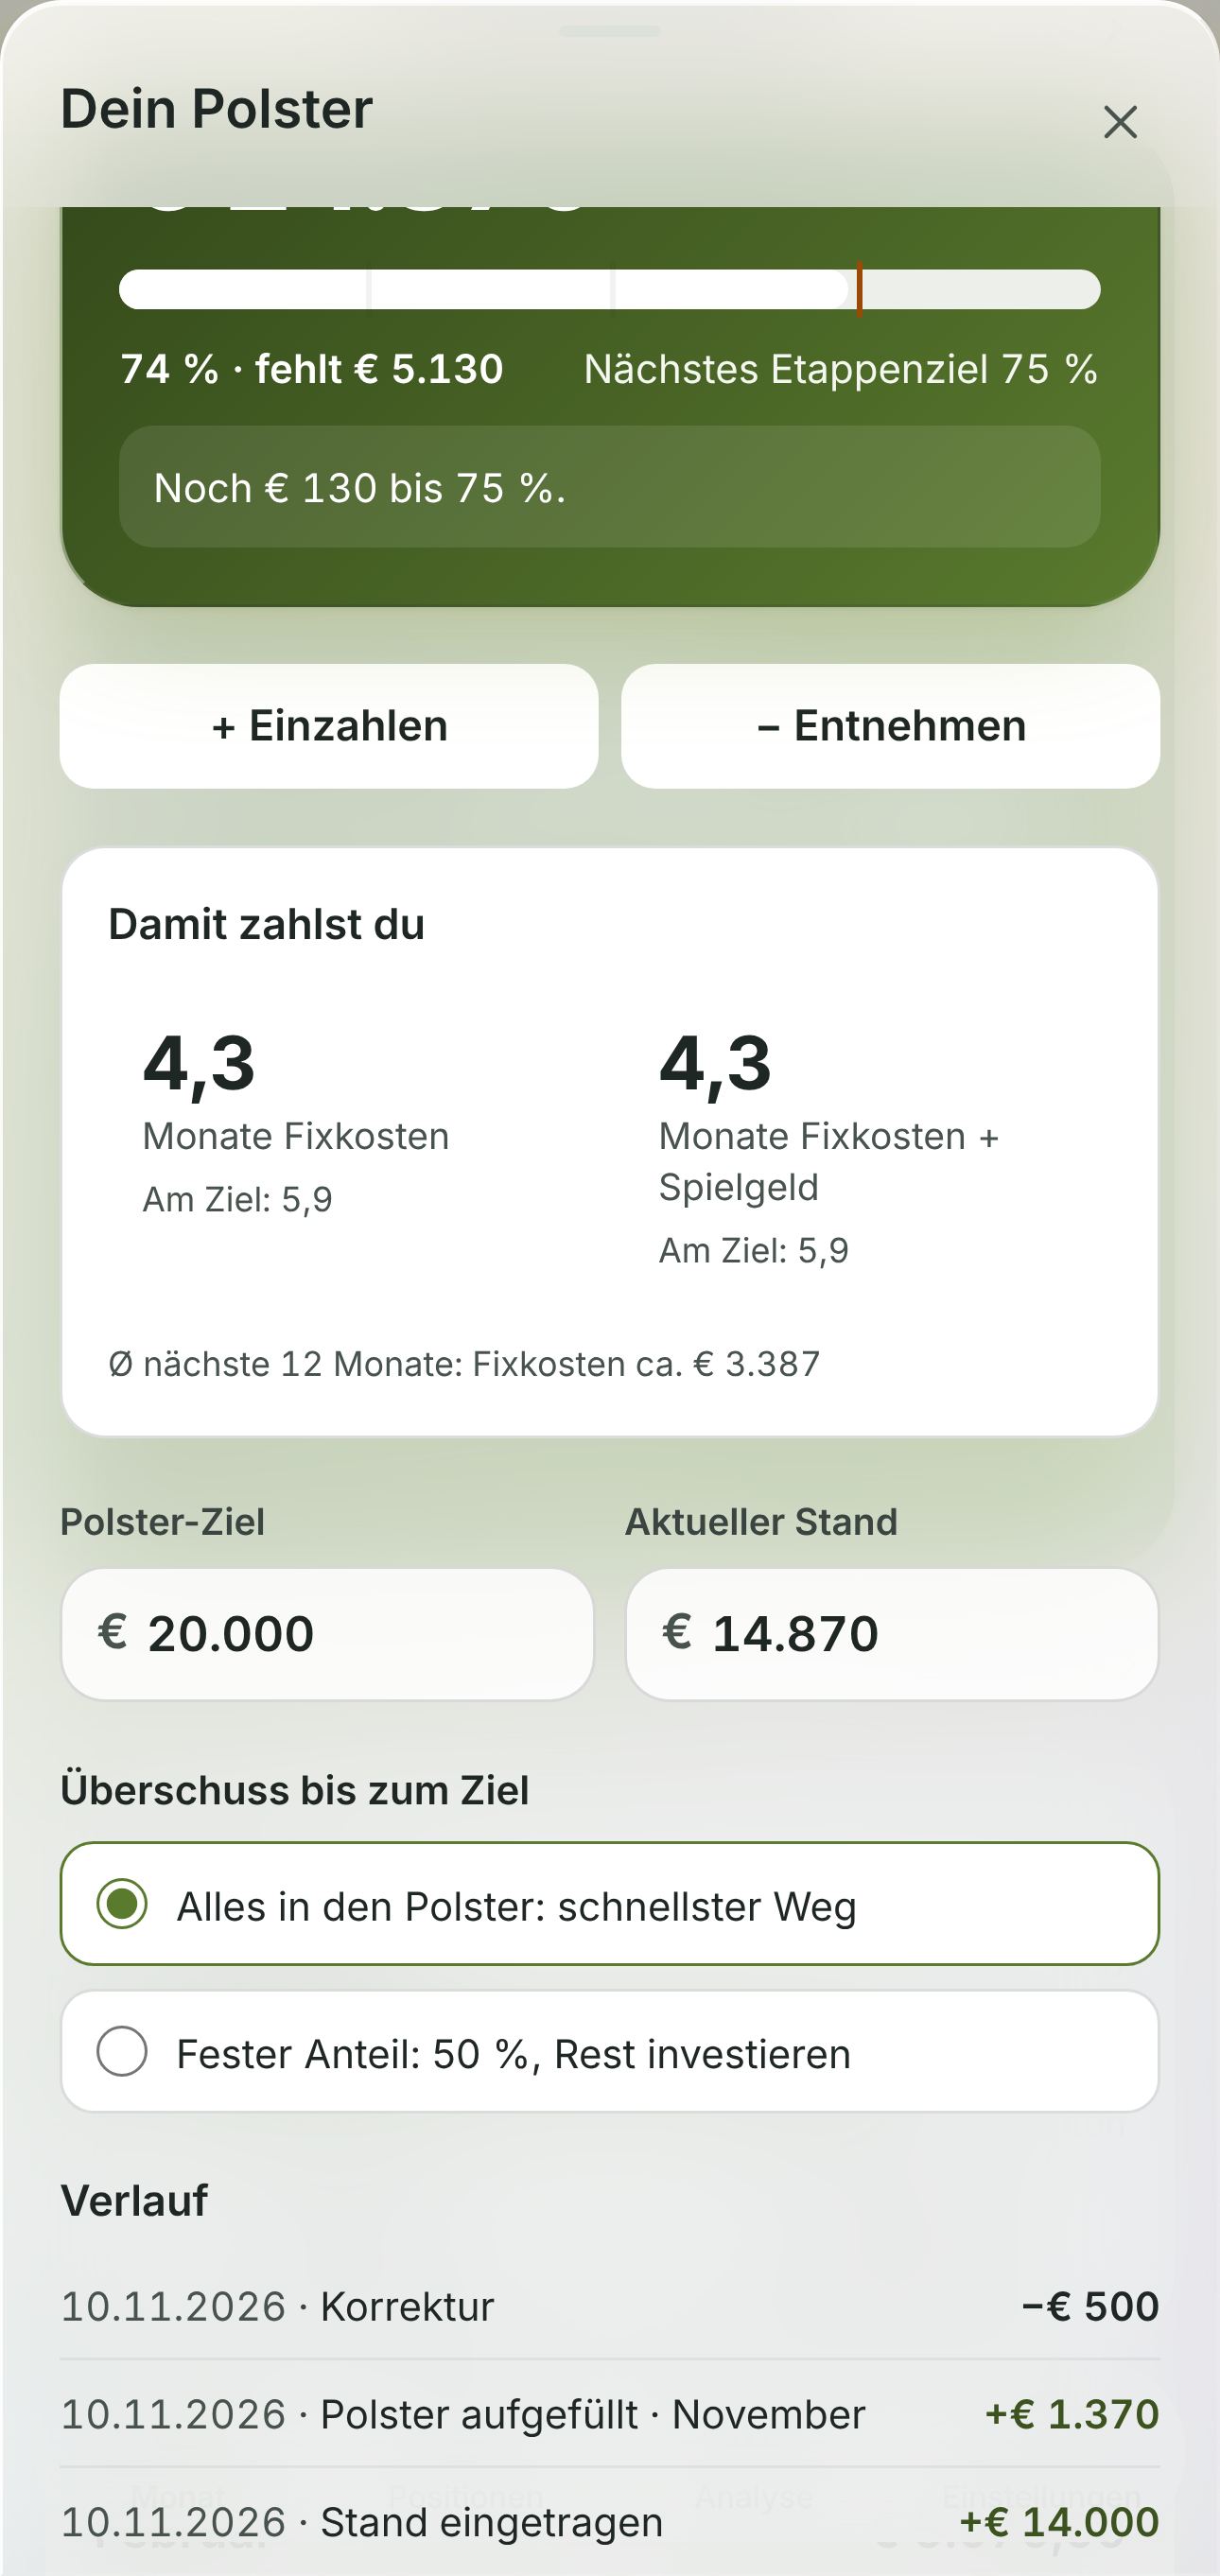 Dein Polster
74 % · fehlt € 5.130
Nächstes Etappenziel 75 %
Noch € 130 bis 75 %.
+ Einzahlen
− Entnehmen
Damit zahlst du
4,3
Monate Fixkosten
Am Ziel: 5,9
4,3
Monate Fixkosten +
Spielgeld
Am Ziel: 5,9
Ø nächste 12 Monate: Fixkosten ca. € 3.387
Polster-Ziel
€ 20.000
Aktueller Stand
€ 14.870
Überschuss bis zum Ziel
Alles in den Polster: schnellster Weg
Fester Anteil: 50 %, Rest investieren
Verlauf
10.11.2026 · Korrektur −€ 500
10.11.2026 · Polster aufgefüllt · November +€ 1.370
Monat Positionen Analyse Einstellungen
10.11.2026 · Stand eingetragen +€ 14.000